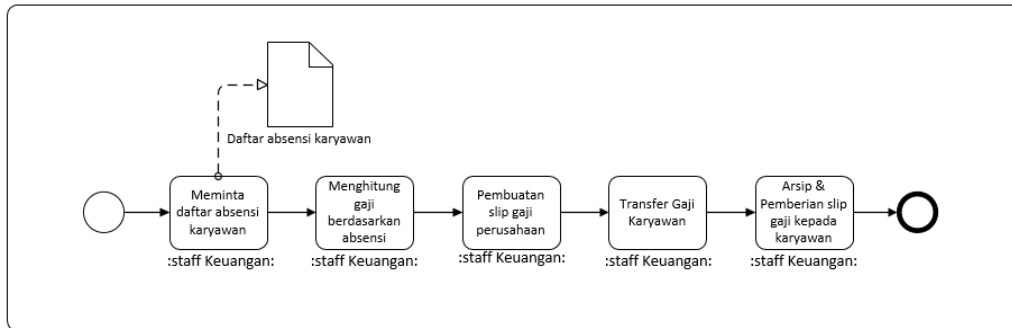 Daftar absensi karyawan
Meminta
daftar absensi
karyawan
:staff Keuangan:
Menghitung
gaji
berdasarkan
absensi
:staff Keuangan:
Pembuatan
slip gaji
perusahaan
:staff Keuangan:
Transfer Gaji
Karyawan
:staff Keuangan:
Arsip &
Pemberian slip
gaji kepada
karyawan
:staff Keuangan: